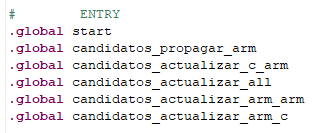 #        ENTRY
.global start
.global candidatos_propagar_arm
.global candidatos_actualizar_c_arm
.global candidatos_actualizar_all
.global candidatos_actualizar_arm_arm
.global candidatos_actualizar_arm_c